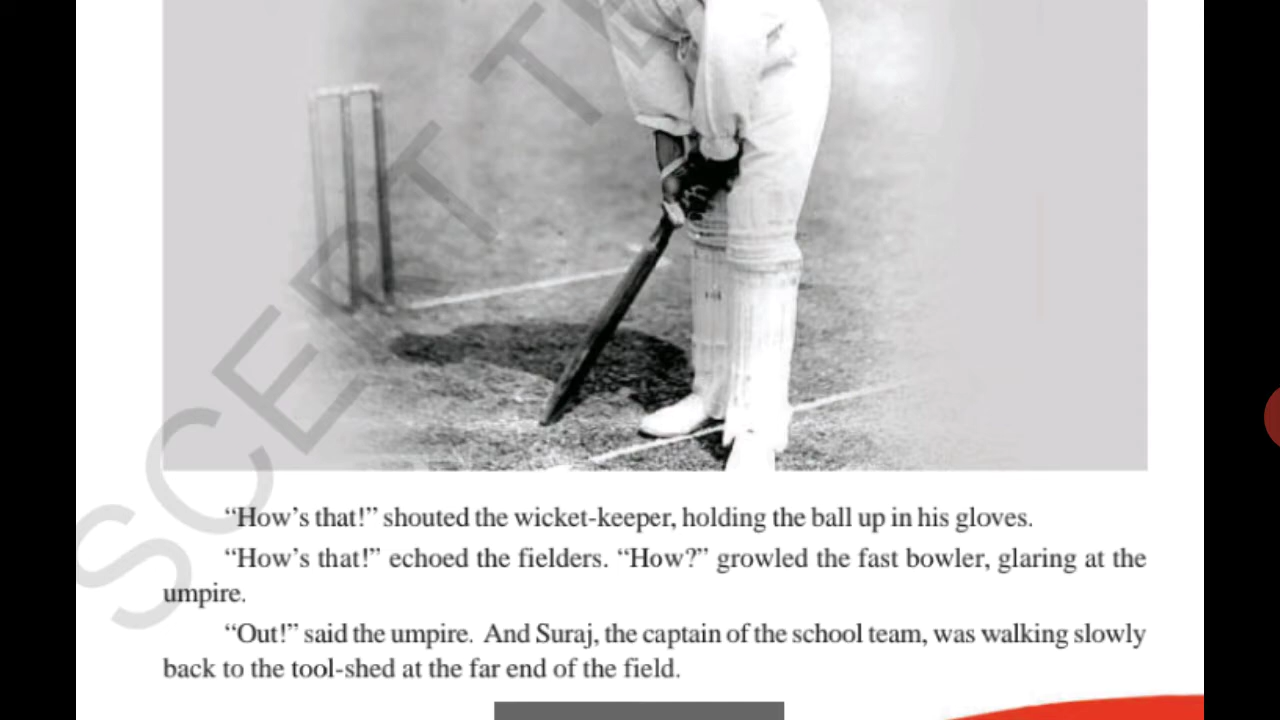 SCERT TE
“How’s that!” shouted the wicket-keeper, holding the ball up in his gloves.
“How’s that!” echoed the fielders. “How?” growled the fast bowler, glaring at the
umpire.
“Out!” said the umpire. And Suraj, the captain of the school team, was walking slowly
back to the tool-shed at the far end of the field.